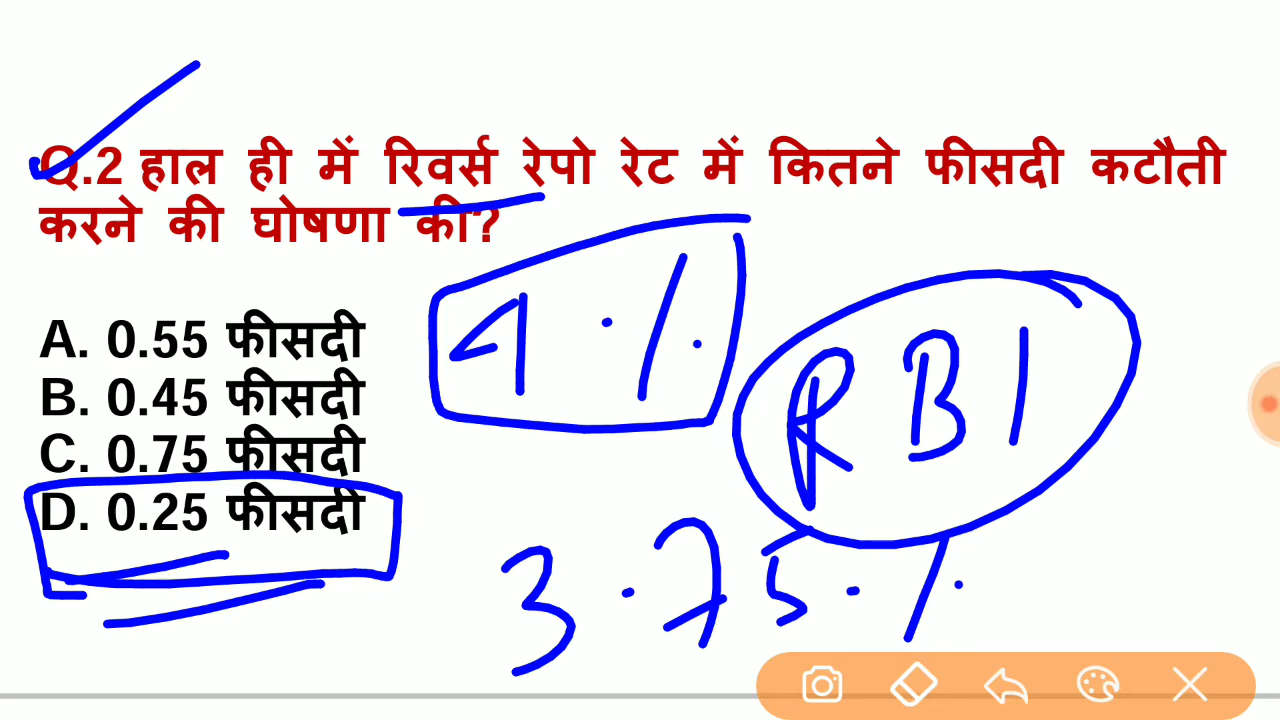 Q.2 हाल ही में रिवर्स रेपो रेट में कितने फीसदी कटौती
करने की घोषणा की?
4 %
A. 0.55 फीसदी
B. 0.45 फीसदी
RBI
C. 0.75 फीसदी
D. 0.25 फीसदी
3.75%